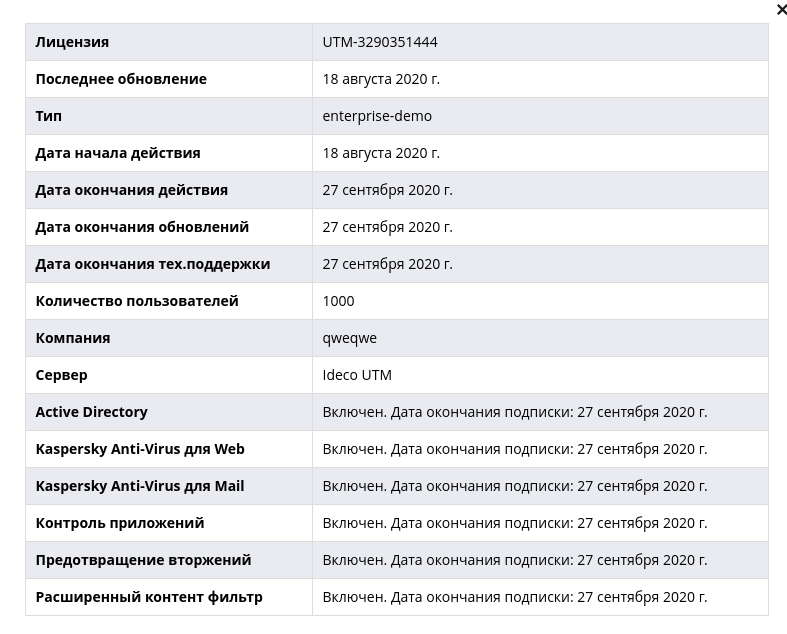 Лицензия UTM-3290351444
Последнее обновление 18 августа 2020 г.
Тип enterprise-demo
Дата начала действия 18 августа 2020 г.
Дата окончания действия 27 сентября 2020 г.
Дата окончания обновлений 27 сентября 2020 г.
Дата окончания тех.поддержки 27 сентября 2020 г.
Количество пользователей 1000
Компания qweqwe
Сервер Ideco UTM
Active Directory Включен. Дата окончания подписки: 27 сентября 2020 г.
Kaspersky Anti-Virus для Web Включен. Дата окончания подписки: 27 сентября 2020 г.
Kaspersky Anti-Virus для Mail Включен. Дата окончания подписки: 27 сентября 2020 г.
Контроль приложений Включен. Дата окончания подписки: 27 сентября 2020 г.
Предотвращение вторжений Включен. Дата окончания подписки: 27 сентября 2020 г.
Расширенный контент фильтр Включен. Дата окончания подписки: 27 сентября 2020 г.